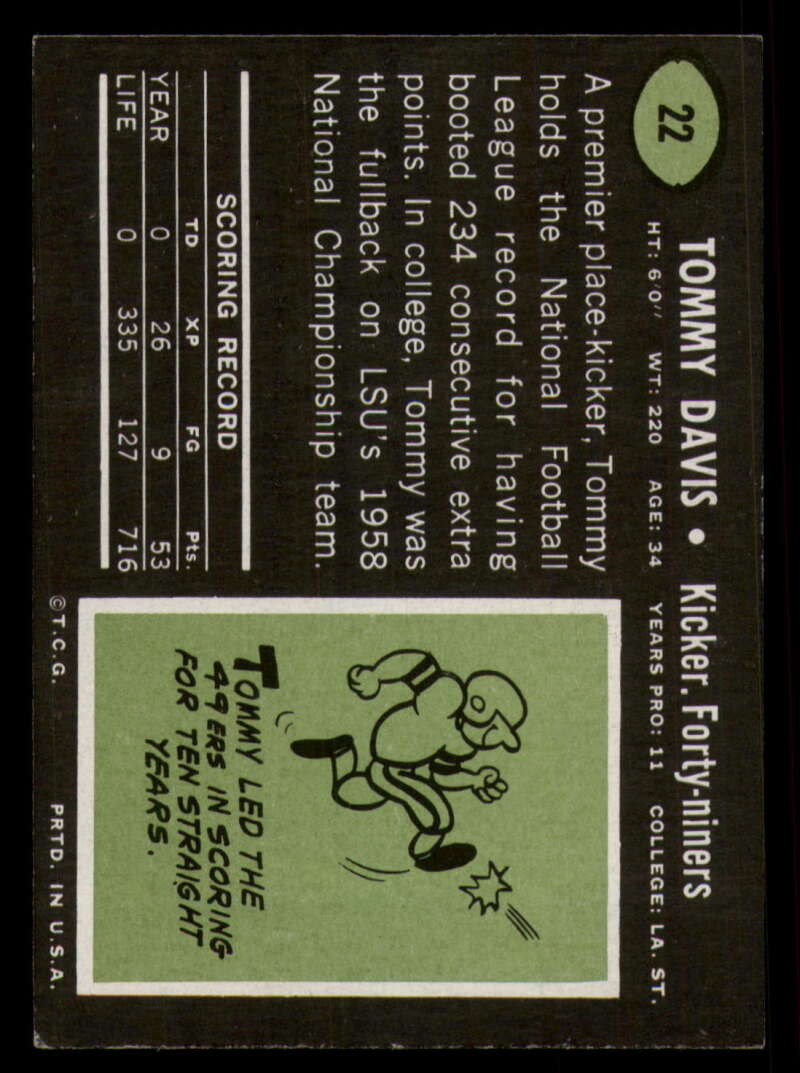 22
TOMMY DAVIS • Kicker. Forty-niners
HT: 6'0" WT: 220 AGE: 34 YEARS PRO: 11 COLLEGE: LA. ST.
A premier place-kicker, Tommy
holds the National Football
League record for having
booted 234 consecutive extra
points. In college, Tommy was
the fullback on LSU's 1958
National Championship team.
SCORING RECORD
TD XP FG Pts.
YEAR 0 26 9 53
LIFE 0 335 127 716
TOMMY LED THE
49ERS IN SCORING
FOR TEN STRAIGHT
YEARS.
©T.C.G. PRTD. IN U.S.A.